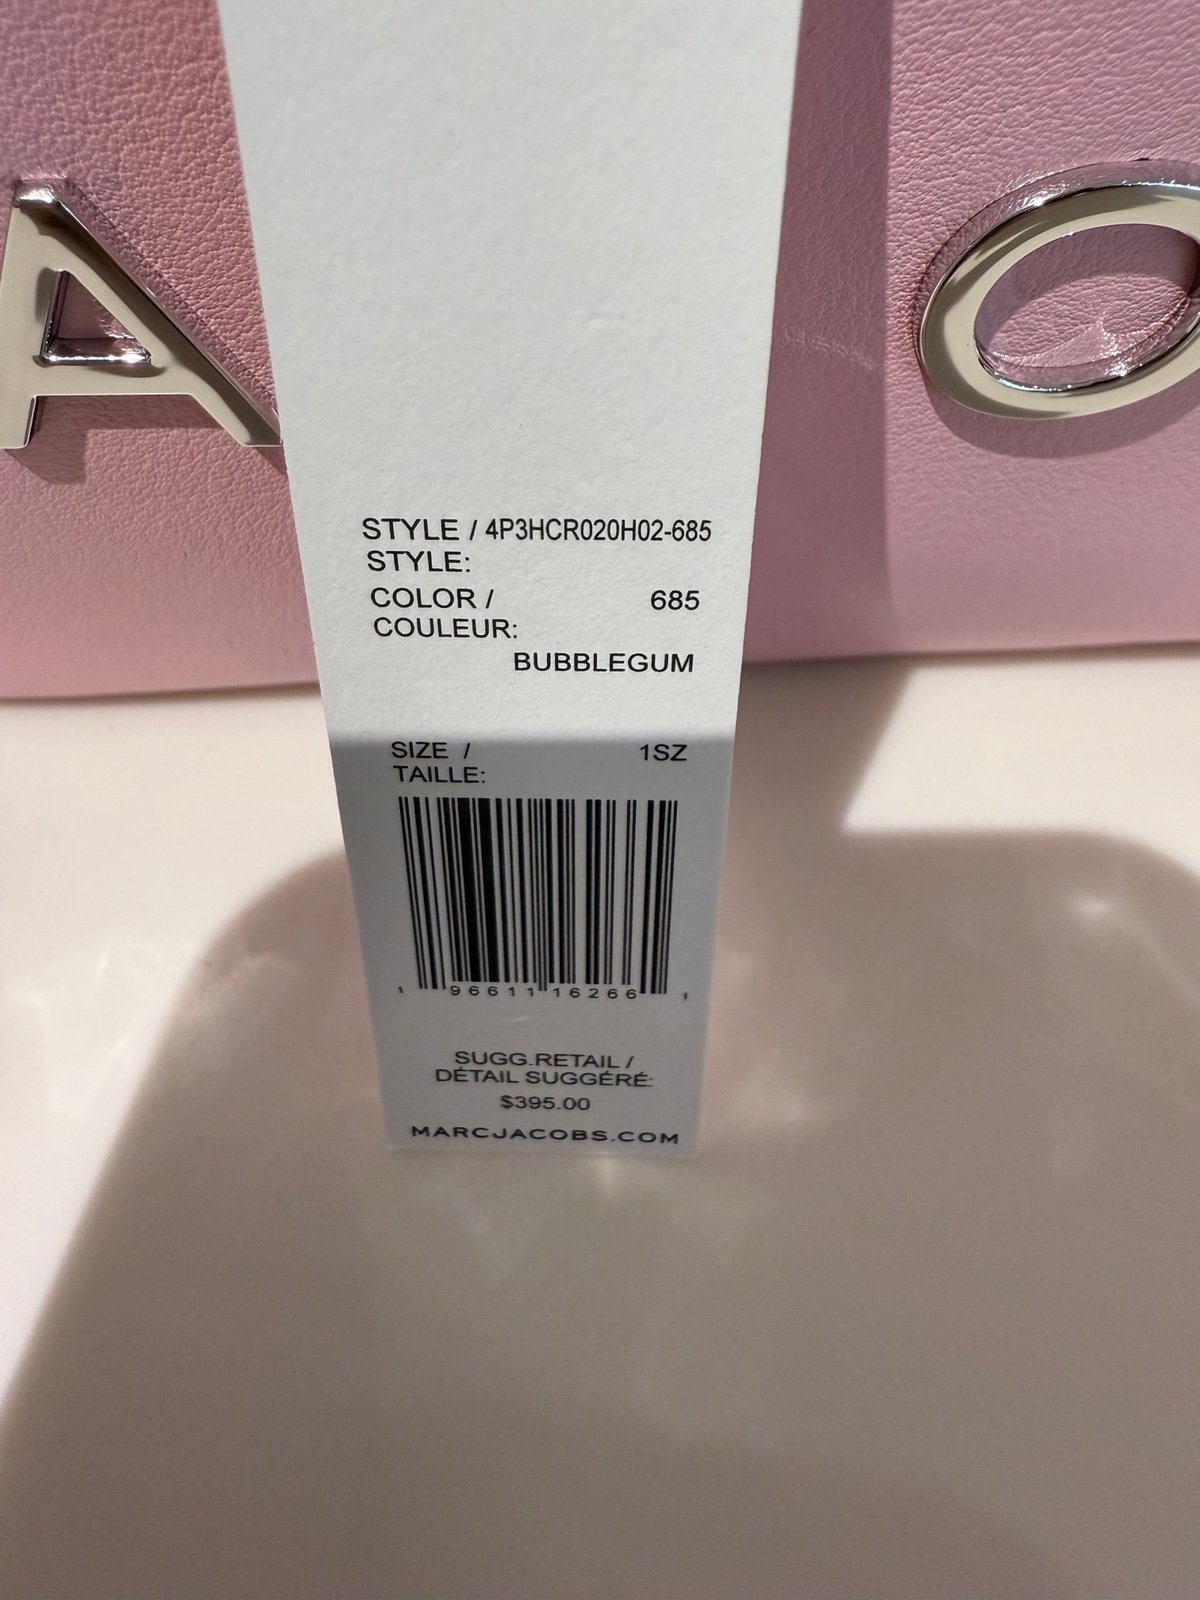 A O
STYLE / 4P3HCR020H02-685
STYLE:
COLOR / 685
COULEUR:
BUBBLEGUM
SIZE / 1SZ
TAILLE:
1 96611 16266 1
SUGG.RETAIL /
DÉTAIL SUGGÉRÉ:
$395.00
MARCJACOBS.COM